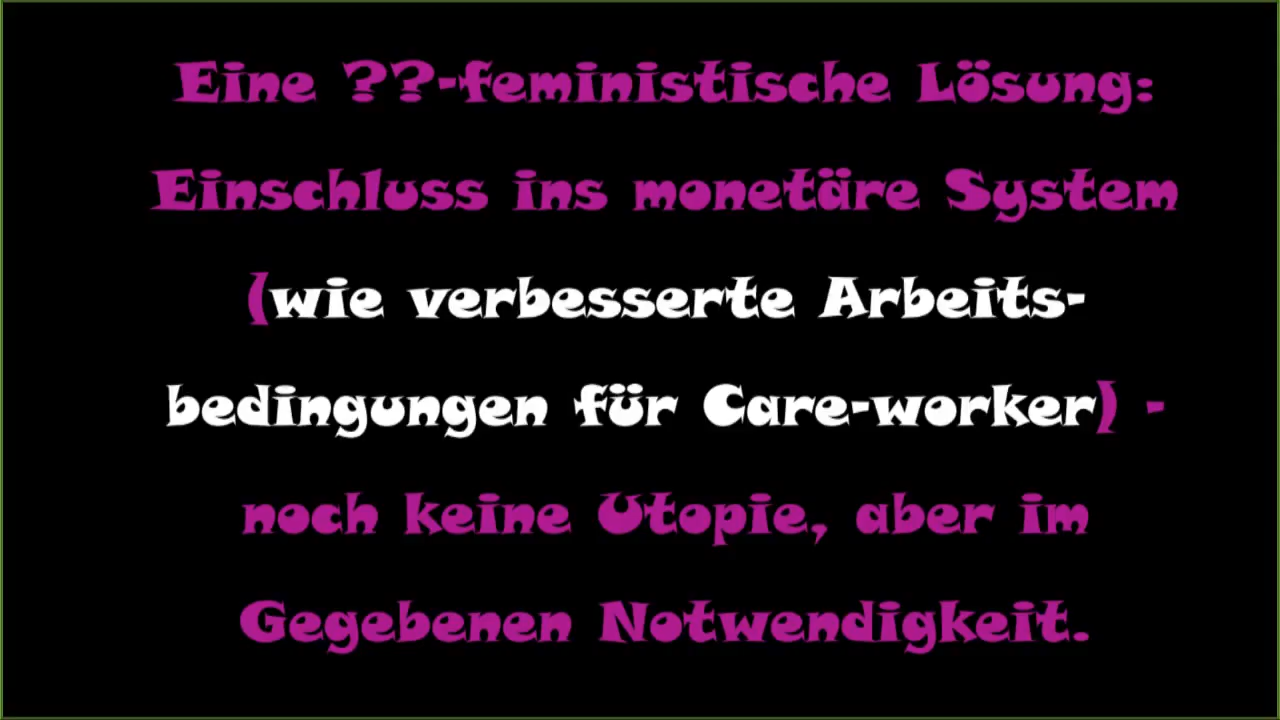 Eine ??-feministische Lösung:
Einschluss ins monetäre System
(wie verbesserte Arbeits-
bedingungen für Care-worker) -
noch keine Utopie, aber im
Gegebenen Notwendigkeit.